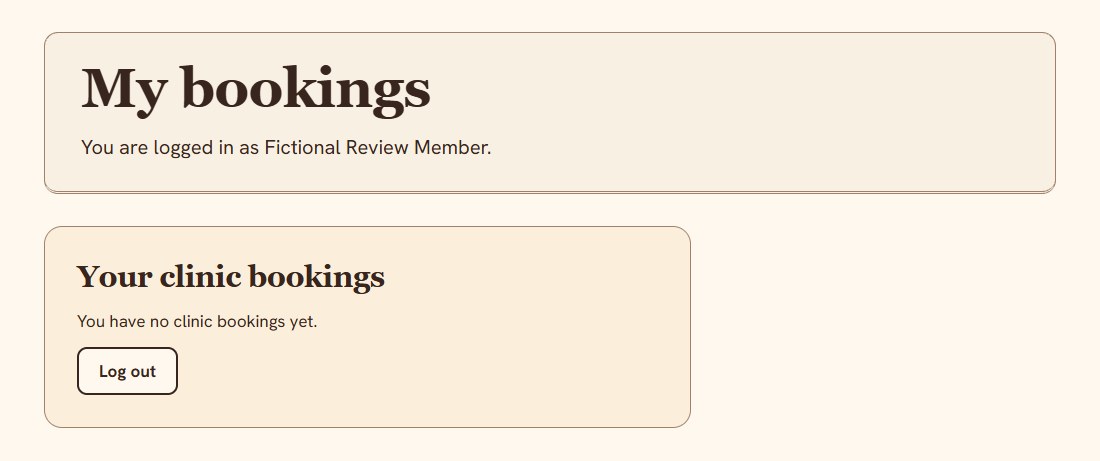 My bookings
You are logged in as Fictional Review Member.
Your clinic bookings
You have no clinic bookings yet.
Log out